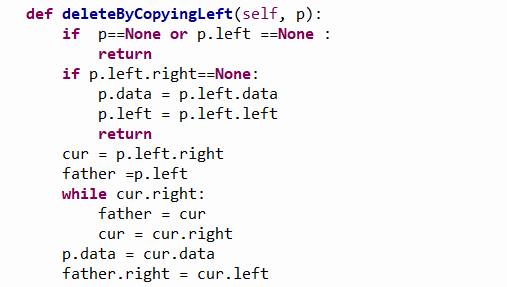 def deleteByCopyingLeft(self, p):
    if  p==None or p.left ==None :
        return
    if p.left.right==None:
        p.data = p.left.data
        p.left = p.left.left
        return
    cur = p.left.right
    father =p.left
    while cur.right:
        father = cur
        cur = cur.right
    p.data = cur.data
    father.right = cur.left